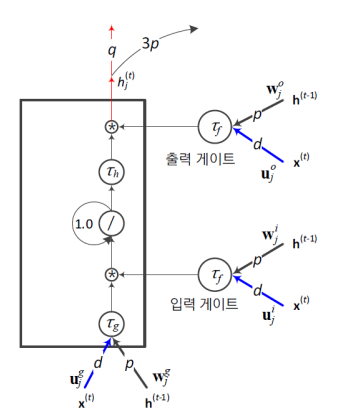 q
3p
h_j^(t)
w_j^o
h^(t-1)
*
τ_f
p
d
x^(t)
출력 게이트
u_j^o
τ_h
1.0
/
w_j^i
h^(t-1)
*
τ_f
p
d
x^(t)
입력 게이트
u_j^i
τ_g
u_j^g
d
p
w_j^g
x^(t)
h^(t-1)